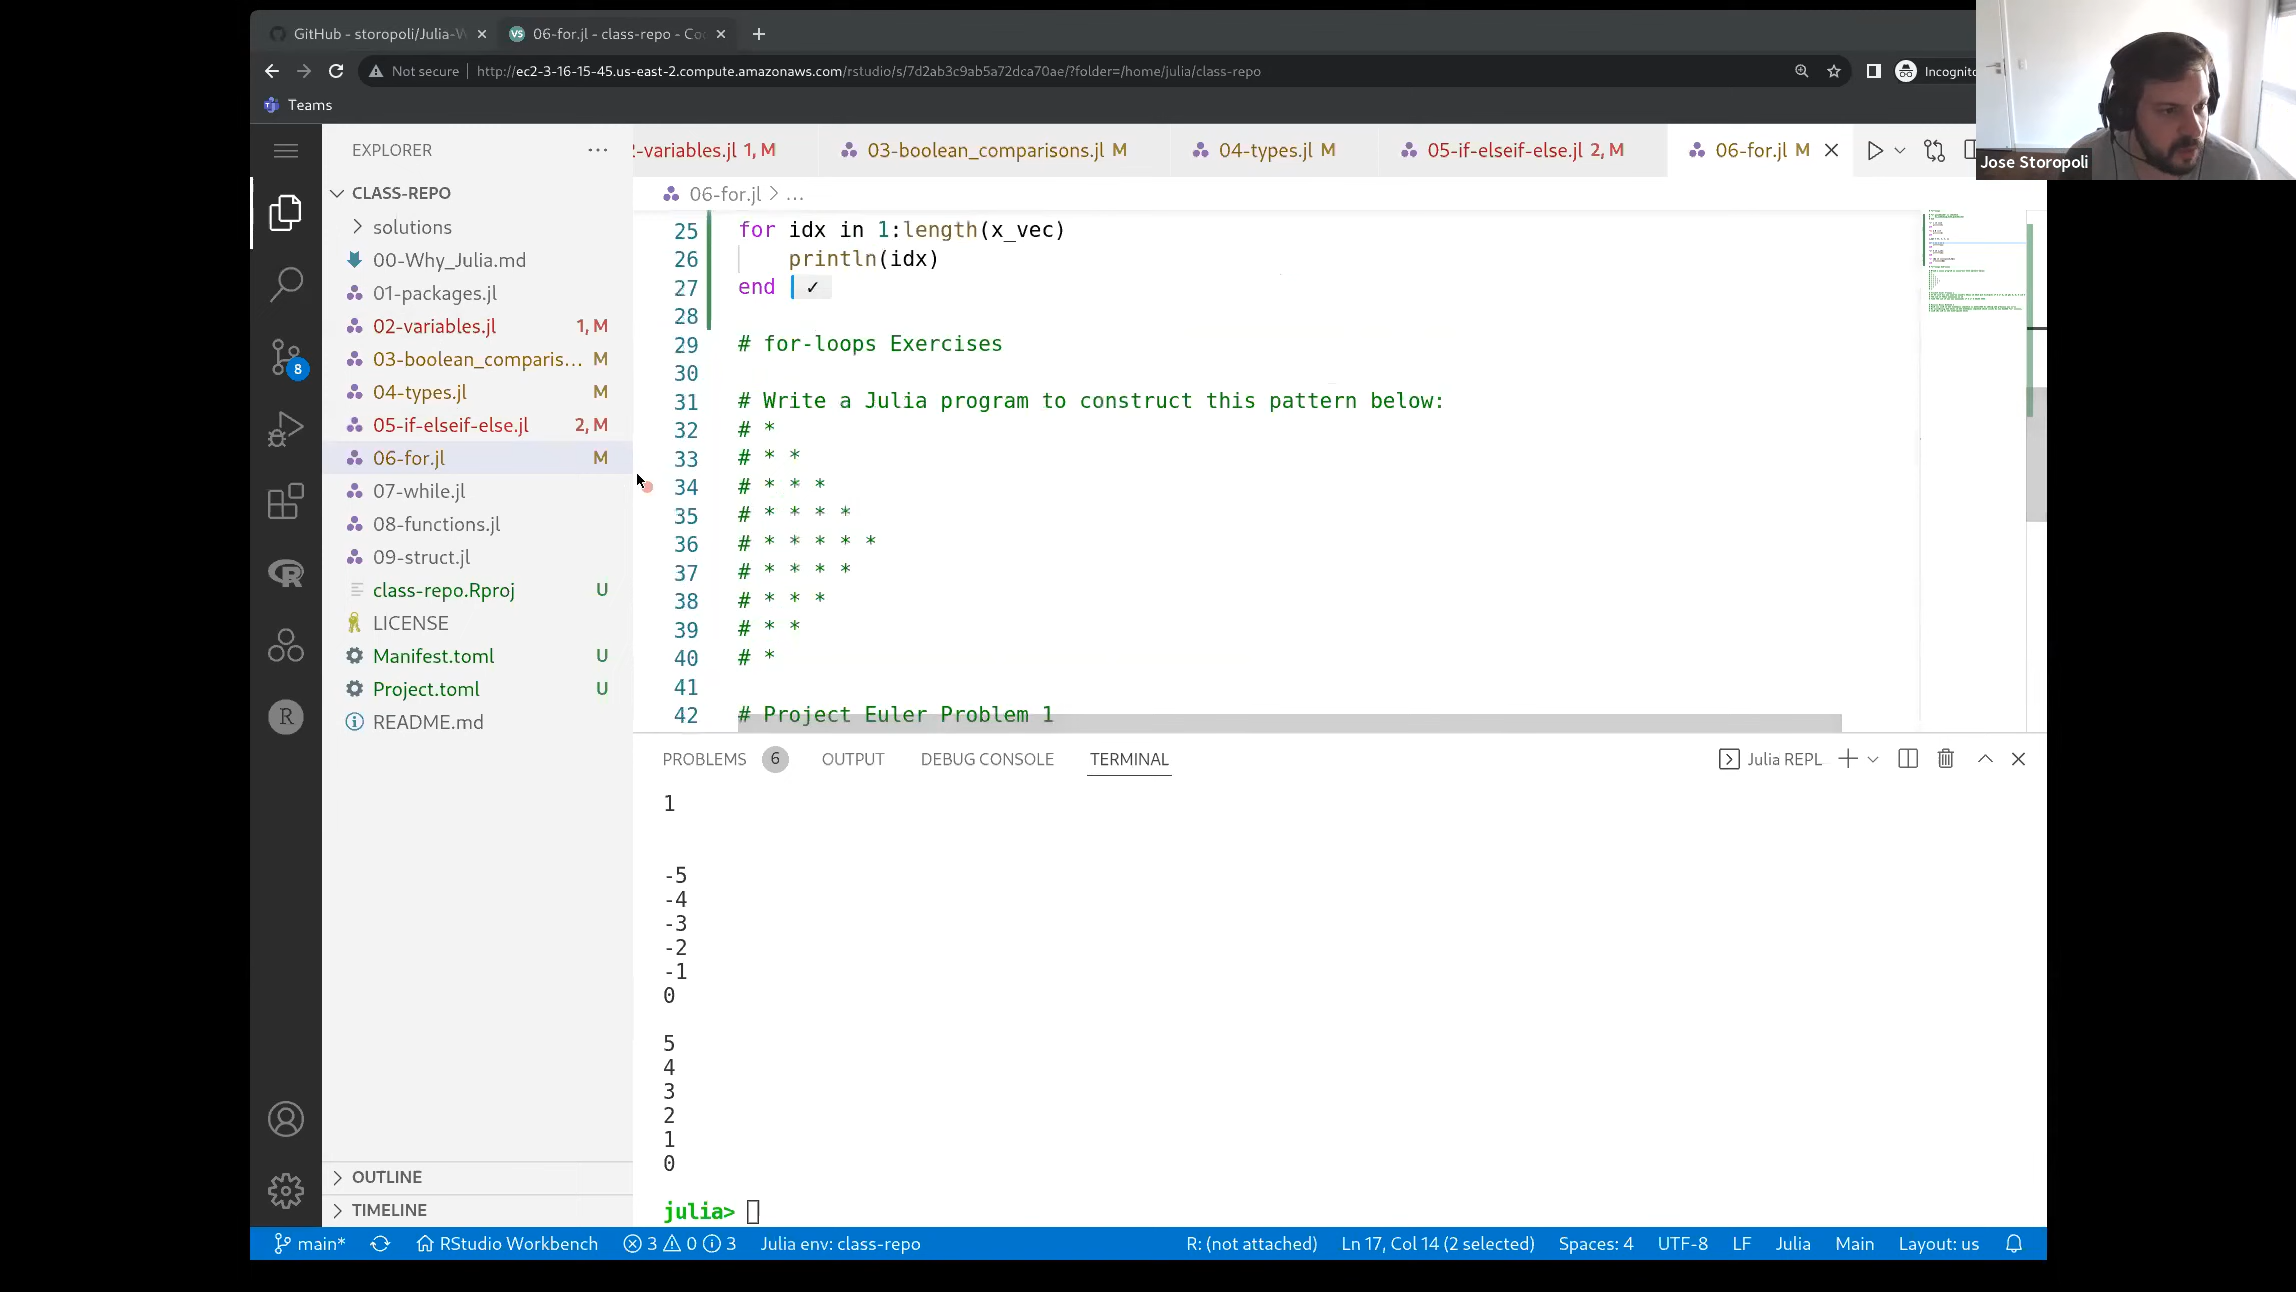 GitHub - storopoli/Julia-W
06-for.jl - class-repo - Co
Not secure
http://ec2-3-16-15-45.us-east-2.compute.amazonaws.com/rstudio/s/7d2ab3c9ab5a72dca70ae/?folder=/home/julia/class-repo
Incognito
Teams
Jose Storopoli
EXPLORER
-variables.jl 1, M
03-boolean_comparisons.jl M
04-types.jl M
05-if-elseif-else.jl 2, M
06-for.jl M
CLASS-REPO
solutions
00-Why_Julia.md
01-packages.jl
02-variables.jl 1, M
03-boolean_comparis... M
04-types.jl M
05-if-elseif-else.jl 2, M
06-for.jl M
07-while.jl
08-functions.jl
09-struct.jl
class-repo.Rproj U
LICENSE
Manifest.toml U
Project.toml U
README.md
8
OUTLINE
TIMELINE
06-for.jl > ...
25 for idx in 1:length(x_vec)
26 println(idx)
27 end ✓
28
29 # for-loops Exercises
30
31 # Write a Julia program to construct this pattern below:
32 # *
33 # * *
34 # * * *
35 # * * * *
36 # * * * * *
37 # * * * *
38 # * * *
39 # * *
40 # *
41
42 # Project Euler Problem 1
PROBLEMS 6 OUTPUT DEBUG CONSOLE TERMINAL
Julia REPL
1
-5
-4
-3
-2
-1
0
5
4
3
2
1
0
julia>
main* RStudio Workbench 3 0 3 Julia env: class-repo
R: (not attached) Ln 17, Col 14 (2 selected) Spaces: 4 UTF-8 LF Julia Main Layout: us